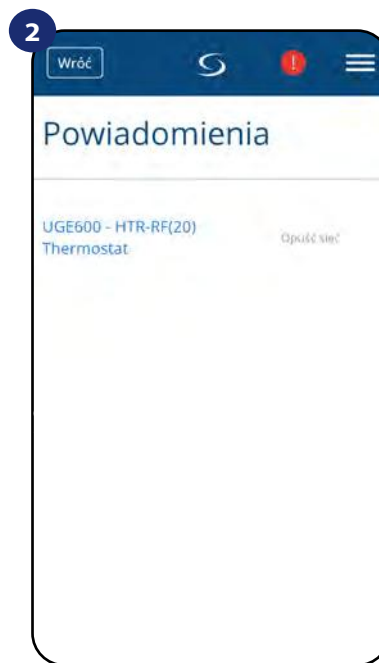 2
Wróć
Powiadomienia
UGE600 - HTR-RF(20)
Thermostat
Opuść sieć